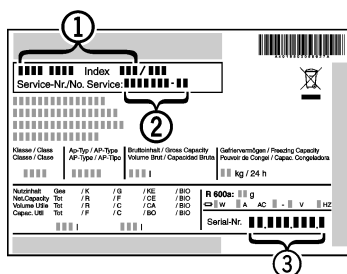 1
Index /
Service-Nr./No. Service: -
2
Klasse / Class
Classe / Clase
Ap-Typ / AP-Type
AP-Type / AP-Tipo
Bruttoinhalt / Gross Capacity
Volume Brut / Capacidad Bruta
Gefriervermögen / Freezing Capacity
Pouvoir de Congel / Capac. Congeladora
l
kg / 24 h
Nutzinhalt Ges / K / G / KE / BIO
Net.Capacity Tot / R / F / CE / BIO
Volume Utile Tot / R / C / CA / BIO
Capac. Util Tot / F / C / BO / BIO
l l
R 600a: g
W A AC - V HZ
Serial-Nr. . . .
3